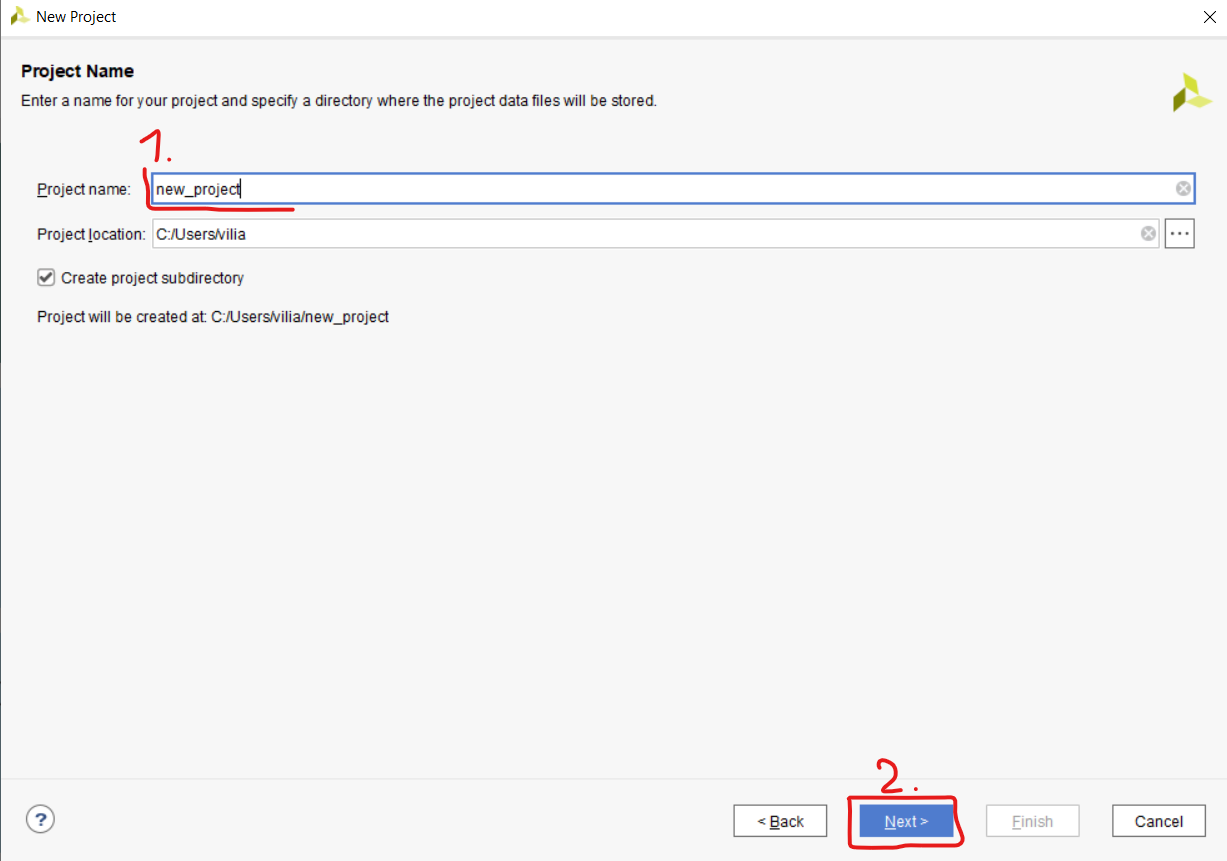 New Project
Project Name
Enter a name for your project and specify a directory where the project data files will be stored.
1.
Project name: new_project
Project location: C:/Users/vilia ...
Create project subdirectory
Project will be created at: C:/Users/vilia/new_project
2.
? < Back Next > Finish Cancel